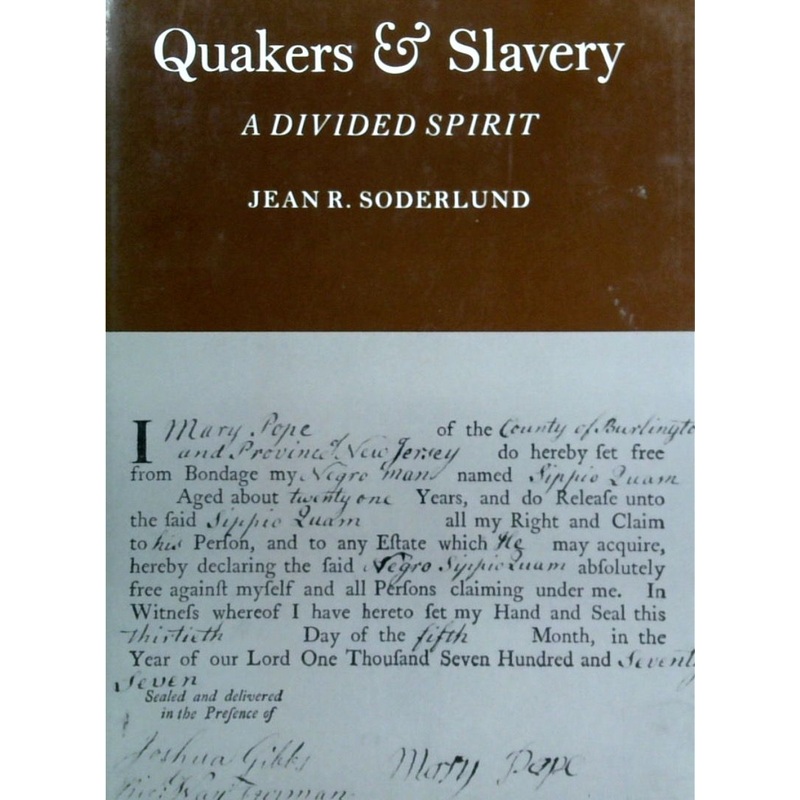 Quakers & Slavery
A DIVIDED SPIRIT
JEAN R. SODERLUND
I Mary Pope of the County of Burlingto
and Province of New Jersey do hereby ſet free
from Bondage my Negro man named Sippio Quam
Aged about twenty one Years, and do Releaſe unto
the ſaid Sippio Quam all my Right and Claim
to his Perſon, and to any Eſtate which He may acquire,
hereby declaring the ſaid Negro Sippio Quam abſolutely
free againſt myſelf and all Perſons claiming under me. In
Witneſs whereof I have hereto ſet my Hand and Seal this
thirtieth Day of the fifth Month, in the
Year of our Lord One Thouſand Seven Hundred and Sevent
Seven
Sealed and delivered
in the Preſence of
Joshua Gibbs Mary Pope